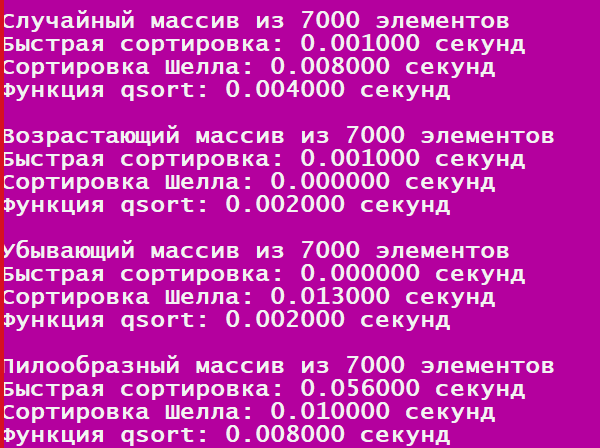 Случайный массив из 7000 элементов
Быстрая сортировка: 0.001000 секунд
Сортировка Шелла: 0.008000 секунд
Функция qsort: 0.004000 секунд
Возрастающий массив из 7000 элементов
Быстрая сортировка: 0.001000 секунд
Сортировка Шелла: 0.000000 секунд
Функция qsort: 0.002000 секунд
Убывающий массив из 7000 элементов
Быстрая сортировка: 0.000000 секунд
Сортировка Шелла: 0.013000 секунд
Функция qsort: 0.002000 секунд
Пилообразный массив из 7000 элементов
Быстрая сортировка: 0.056000 секунд
Сортировка Шелла: 0.010000 секунд
Функция qsort: 0.008000 секунд